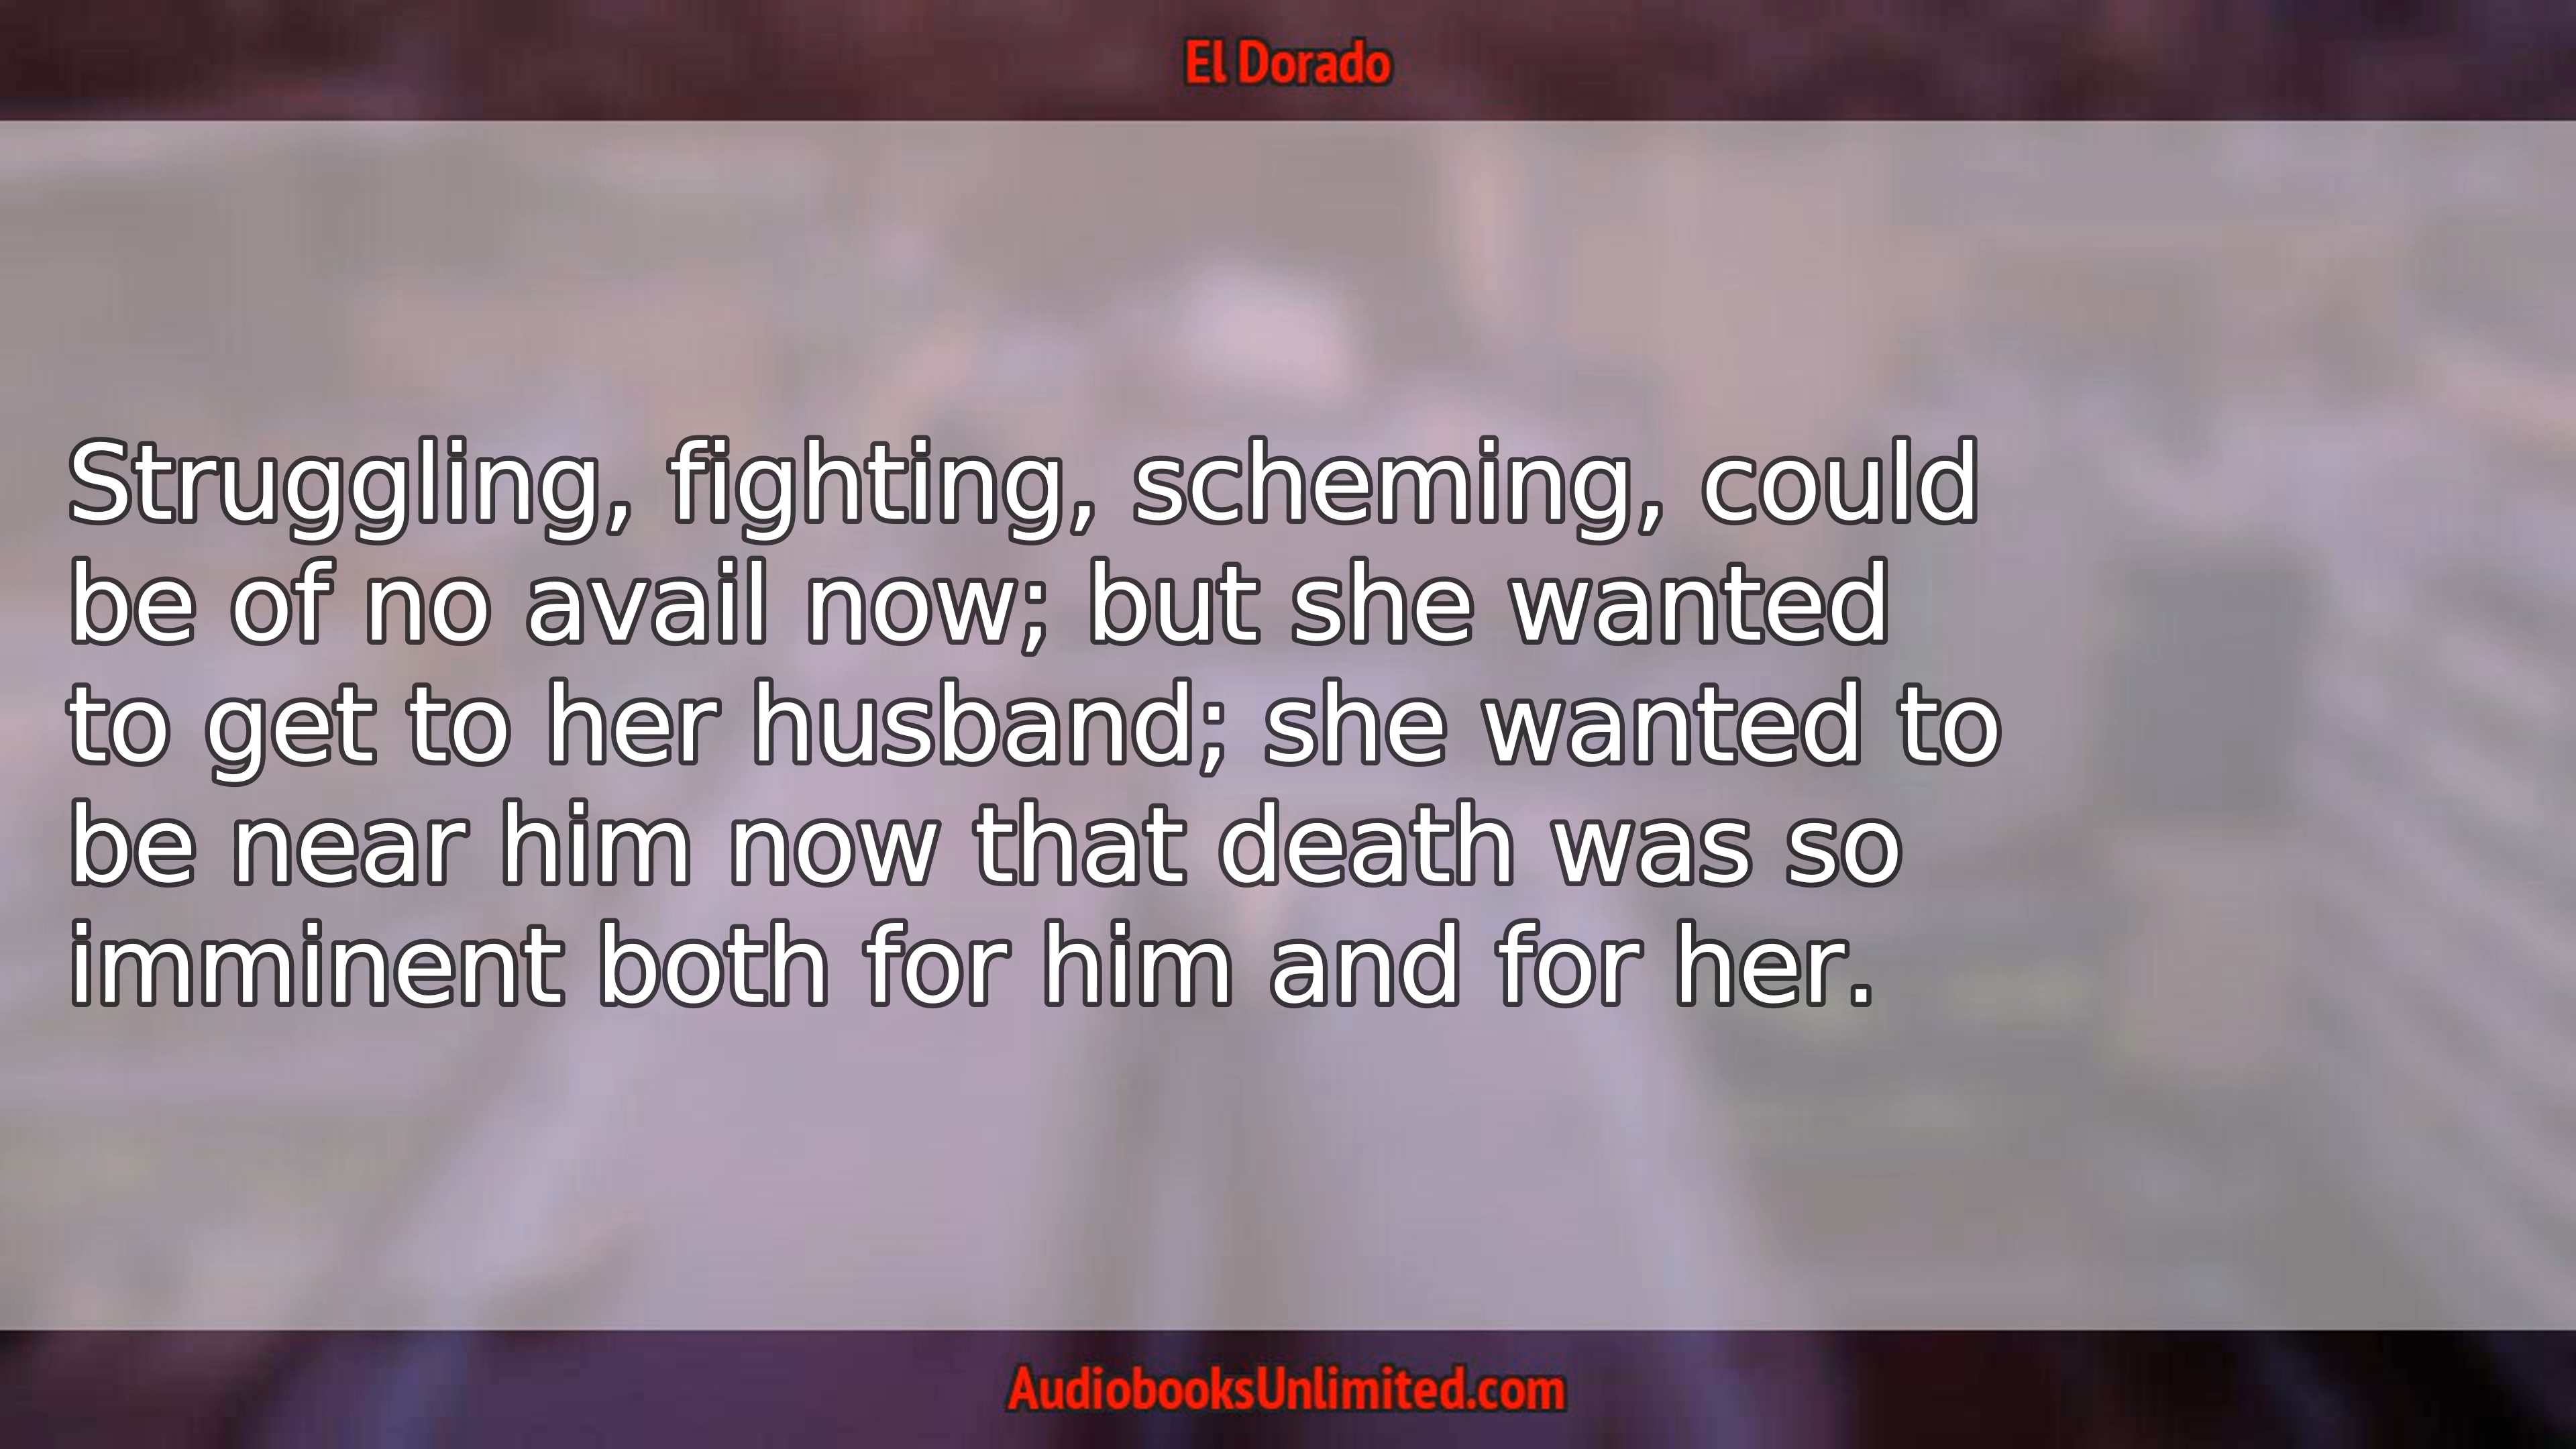 El Dorado
Struggling, fighting, scheming, could
be of no avail now; but she wanted
to get to her husband; she wanted to
be near him now that death was so
imminent both for him and for her.
AudiobooksUnlimited.com